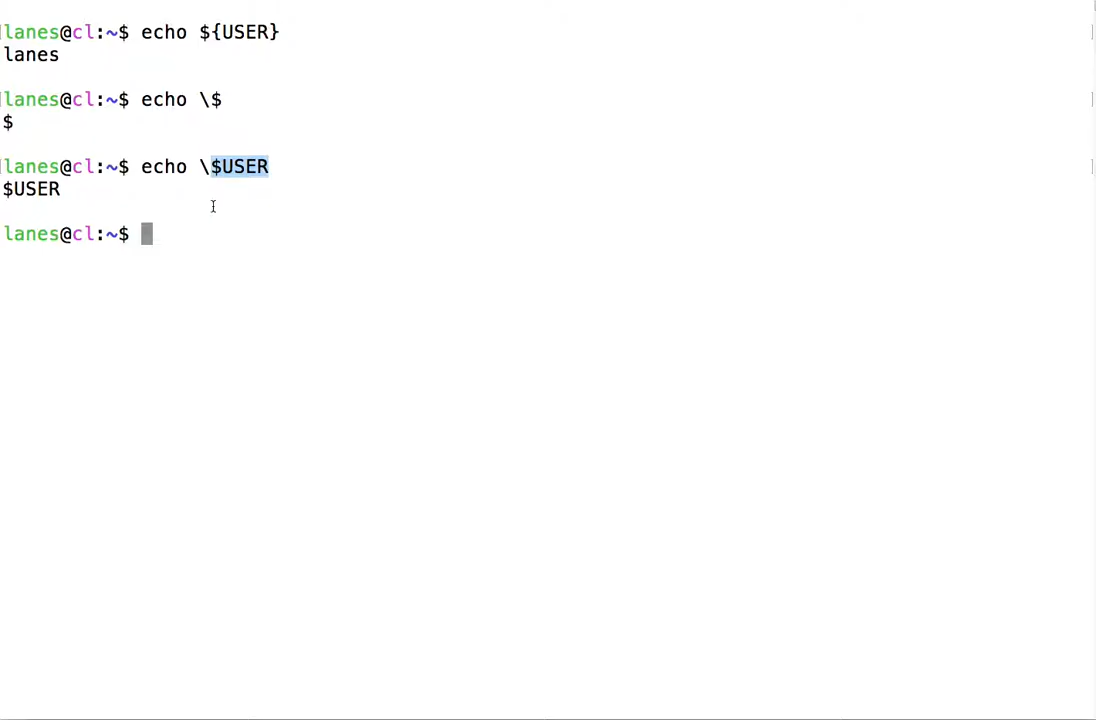 lanes@cl:~$ echo ${USER}
lanes
lanes@cl:~$ echo \$
$
lanes@cl:~$ echo \$USER
$USER
lanes@cl:~$